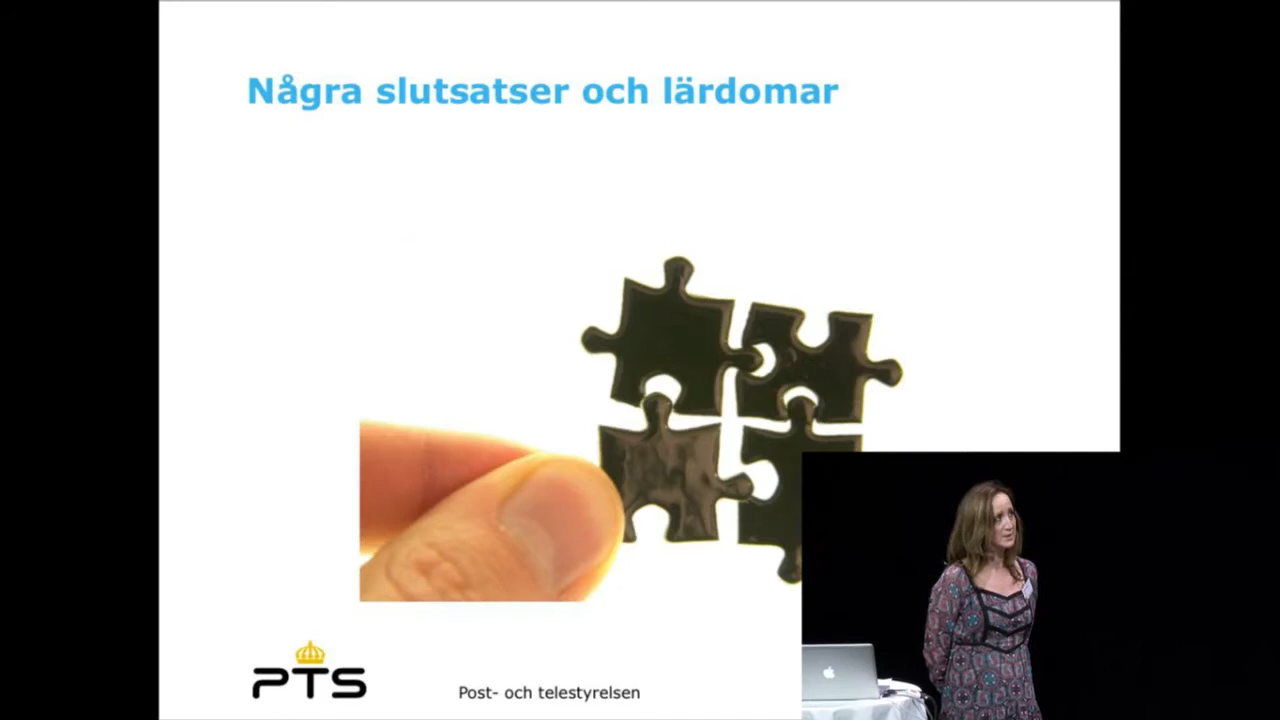 Några slutsatser och lärdomar
PTS
Post- och telestyrelsen